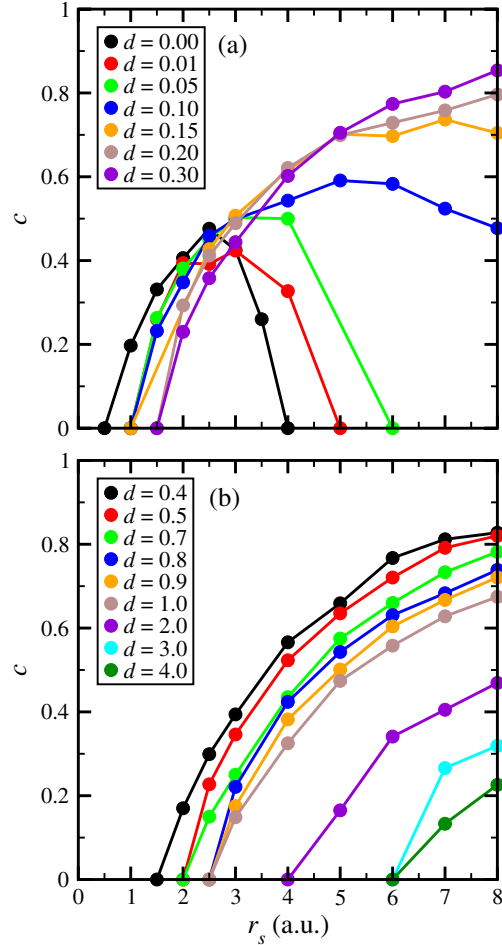 1
(a)
d = 0.00
d = 0.01
d = 0.05
d = 0.10
d = 0.15
d = 0.20
d = 0.30
0.8
0.6
c
0.4
0.2
0
1
(b)
d = 0.4
d = 0.5
d = 0.7
d = 0.8
d = 0.9
d = 1.0
d = 2.0
d = 3.0
d = 4.0
0.8
0.6
c
0.4
0.2
0
0 1 2 3 4 5 6 7 8
r_s (a.u.)